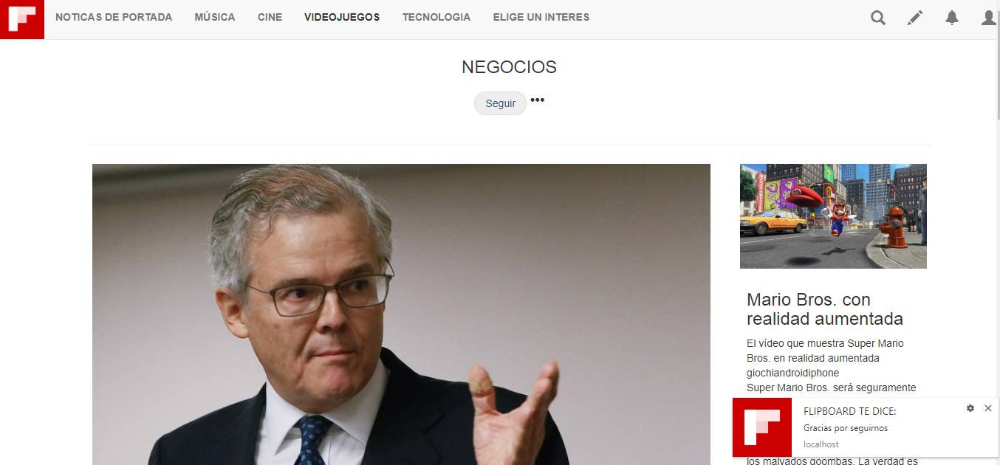 NOTICAS DE PORTADA MÚSICA CINE VIDEOJUEGOS TECNOLOGIA ELIGE UN INTERES
NEGOCIOS
Seguir •••
Mario Bros. con
realidad aumentada
El vídeo que muestra Super Mario
Bros. en realidad aumentada
giochiandroidiphone
Super Mario Bros. será seguramente
FLIPBOARD TE DICE:
Gracias por seguirnos
localhost
los malvados goombas. La verdad es